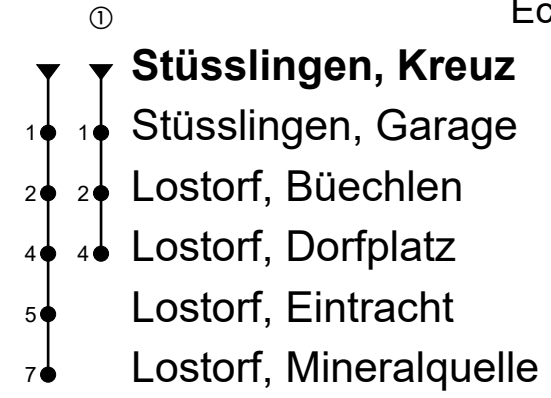 ① Ec
Stüsslingen, Kreuz
1 1 Stüsslingen, Garage
2 2 Lostorf, Büechlen
4 4 Lostorf, Dorfplatz
5 Lostorf, Eintracht
7 Lostorf, Mineralquelle